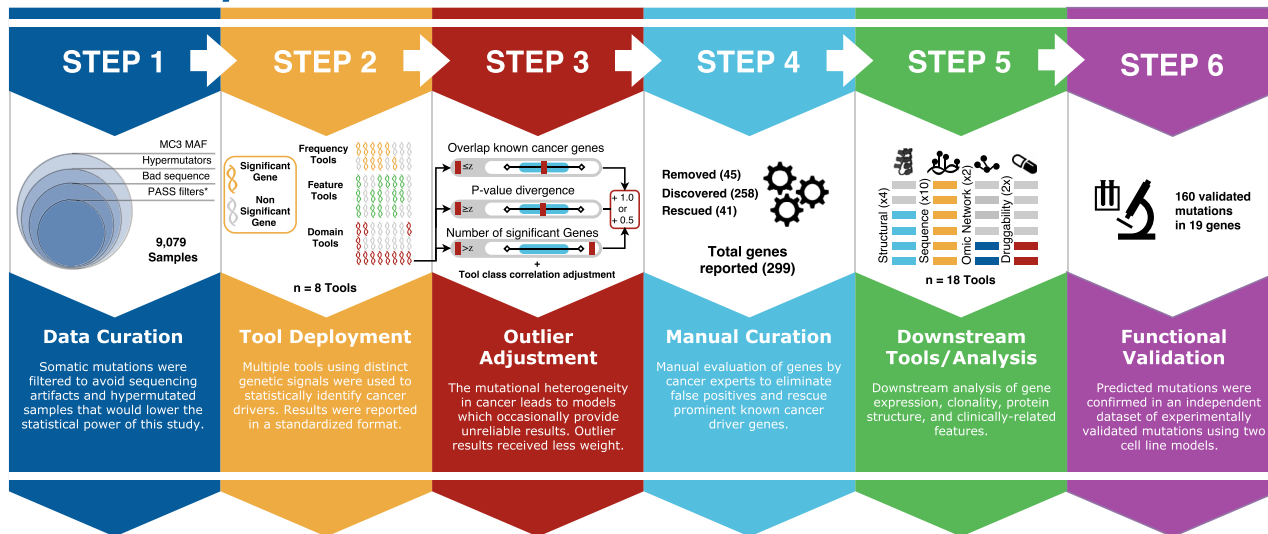 STEP 1
MC3 MAF
Hypermutators
Bad sequence
PASS filters*
9,079
Samples
Data Curation
Somatic mutations were
filtered to avoid sequencing
artifacts and hypermutated
samples that would lower the
statistical power of this study.
STEP 2
Significant
Gene
Non
Significant
Gene
Frequency
Tools
Feature
Tools
Domain
Tools
n = 8 Tools
Tool Deployment
Multiple tools using distinct
genetic signals were used to
statistically identify cancer
drivers. Results were reported
in a standardized format.
STEP 3
Overlap known cancer genes
≤z
P-value divergence
≥z
Number of significant Genes
>z
+ 1.0
or
+ 0.5
+
Tool class correlation adjustment
Outlier
Adjustment
The mutational heterogeneity
in cancer leads to models
which occasionally provide
unreliable results. Outlier
results received less weight.
STEP 4
Removed (45)
Discovered (258)
Rescued (41)
Total genes
reported (299)
Manual Curation
Manual evaluation of genes by
cancer experts to eliminate
false positives and rescue
prominent known cancer
driver genes.
STEP 5
Structural (x4)
Sequence (x10)
Omic Network (x2)
Druggability (2x)
n = 18 Tools
Downstream
Tools/Analysis
Downstream analysis of gene
expression, clonality, protein
structure, and clinically-related
features.
STEP 6
160 validated
mutations
in 19 genes
Functional
Validation
Predicted mutations were
confirmed in an independent
dataset of experimentally
validated mutations using two
cell line models.